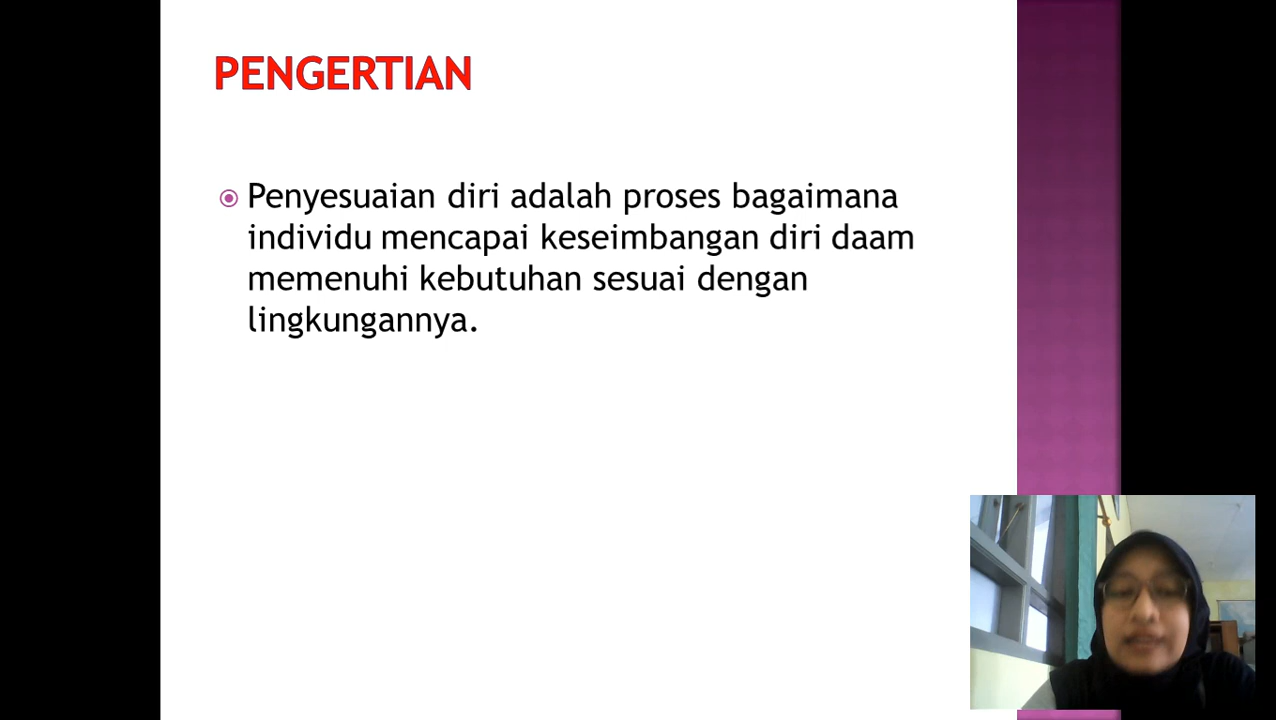 PENGERTIAN
Penyesuaian diri adalah proses bagaimana
individu mencapai keseimbangan diri daam
memenuhi kebutuhan sesuai dengan
lingkungannya.